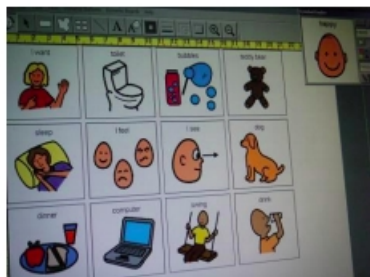 happy
I want
toilet
bubbles
teddy bear
sleep
I feel
I see
dog
dinner
computer
swing
drink